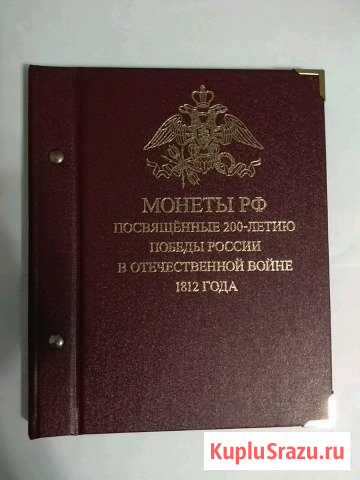 МОНЕТЫ РФ
ПОСВЯЩЁННЫЕ 200-ЛЕТИЮ
ПОБЕДЫ РОССИИ
В ОТЕЧЕСТВЕННОЙ ВОЙНЕ
1812 ГОДА
KupluSrazu.ru